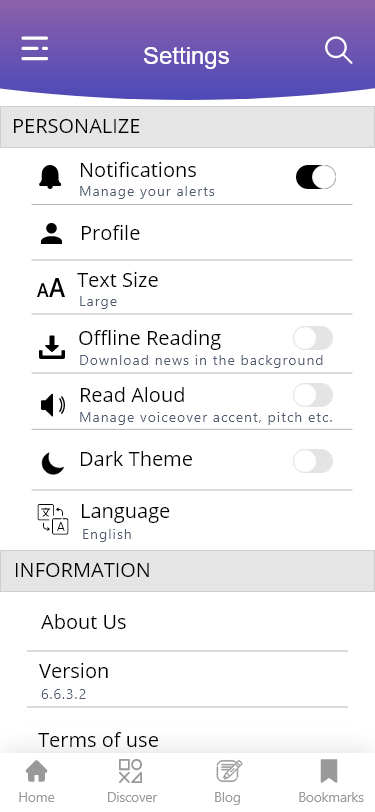 Settings
PERSONALIZE
Notifications
Manage your alerts
Profile
AA Text Size
Large
Offline Reading
Download news in the background
Read Aloud
Manage voiceover accent, pitch etc.
Dark Theme
A Language
English
INFORMATION
About Us
Version
6.6.3.2
Terms of use
Home Discover Blog Bookmarks